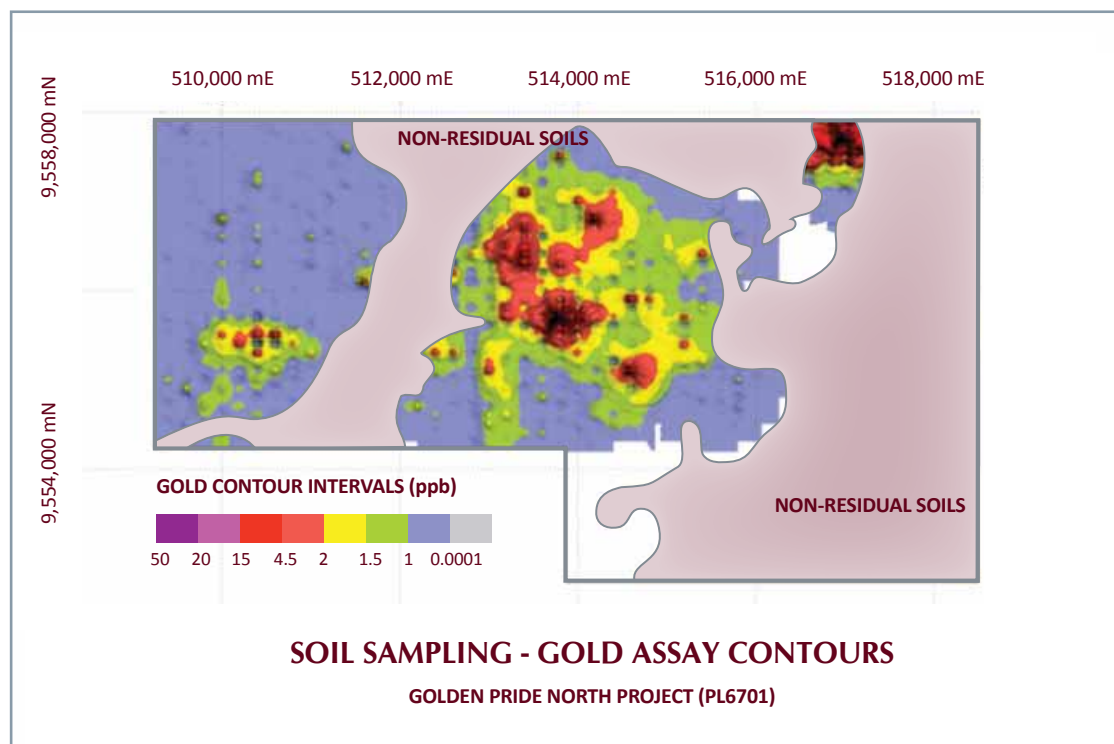 510,000 mE 512,000 mE 514,000 mE 516,000 mE 518,000 mE
9,558,000 mN
NON-RESIDUAL SOILS
9,554,000 mN
GOLD CONTOUR INTERVALS (ppb)
50 20 15 4.5 2 1.5 1 0.0001
NON-RESIDUAL SOILS
SOIL SAMPLING - GOLD ASSAY CONTOURS
GOLDEN PRIDE NORTH PROJECT (PL6701)